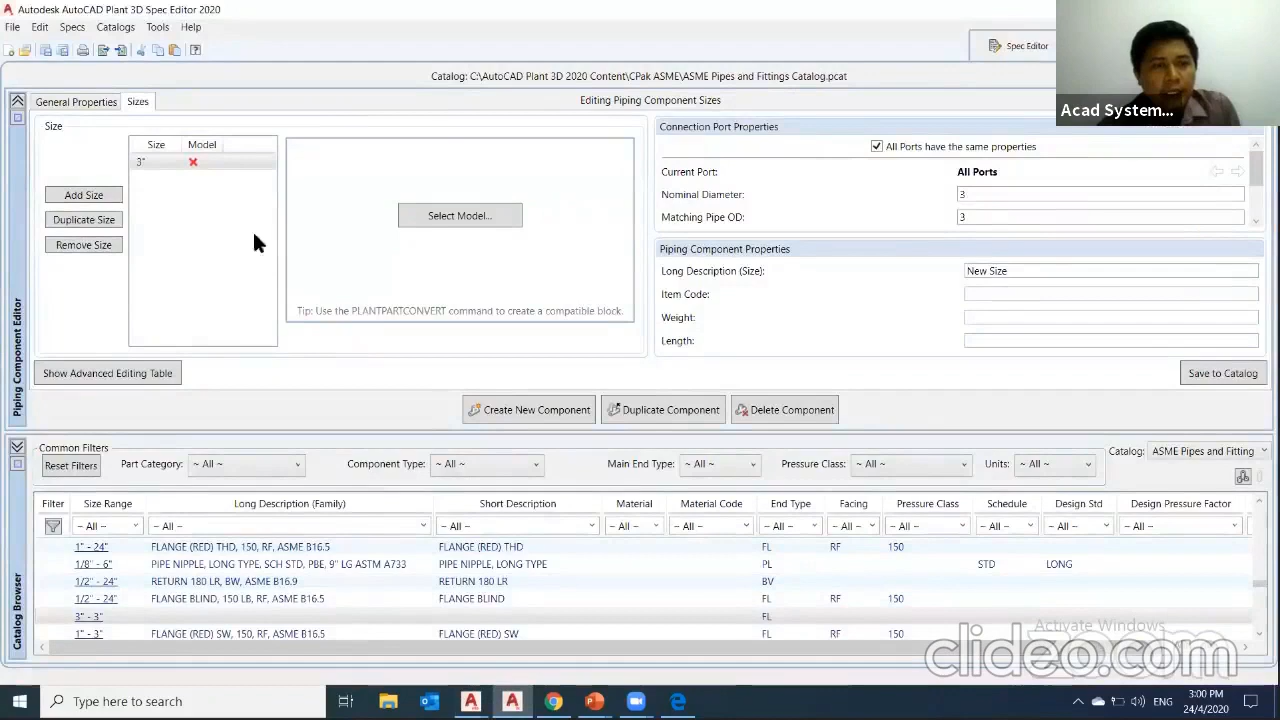 Autodesk AutoCAD Plant 3D Spec Editor 2020
File Edit Specs Catalogs Tools Help
Spec Editor
Acad System...
Catalog: C:\AutoCAD Plant 3D 2020 Content\CPak ASME\ASME Pipes and Fittings Catalog.pcat
General Properties Sizes Editing Piping Component Sizes
Size
Size Model
3"
Add Size
Duplicate Size
Remove Size
Select Model...
Tip: Use the PLANTPARTCONVERT command to create a compatible block.
Connection Port Properties
All Ports have the same properties
Current Port: All Ports
Nominal Diameter: 3
Matching Pipe OD: 3
Piping Component Properties
Long Description (Size): New Size
Item Code:
Weight:
Length:
Piping Component Editor
Show Advanced Editing Table Save to Catalog
Create New Component Duplicate Component Delete Component
Common Filters
Reset Filters Part Category: ~ All ~ Component Type: ~ All ~ Main End Type: ~ All ~ Pressure Class: ~ All ~ Units: ~ All ~ Catalog: ASME Pipes and Fitting
Filter Size Range Long Description (Family) Short Description Material Material Code End Type Facing Pressure Class Schedule Design Std Design Pressure Factor
~ All ~ ~ All ~ ~ All ~ ~ All ~ ~ All ~ ~ All ~ ~ All ~ ~ All ~ ~ All ~ ~ All ~ ~ All ~
1" - 24" FLANGE (RED) THD, 150, RF, ASME B16.5 FLANGE (RED) THD FL RF 150
1/8" - 6" PIPE NIPPLE, LONG TYPE, SCH STD, PBE, 9" LG ASTM A733 PIPE NIPPLE, LONG TYPE PL STD LONG
1/2" - 24" RETURN 180 LR, BW, ASME B16.9 RETURN 180 LR BV
1/2" - 24" FLANGE BLIND, 150 LB, RF, ASME B16.5 FLANGE BLIND FL RF 150
3" - 3" FL
1" - 3" FLANGE (RED) SW, 150, RF, ASME B16.5 FLANGE (RED) SW FL RF 150
Catalog Browser
Activate Windows
clideo.com
Type here to search
ENG
3:00 PM
24/4/2020